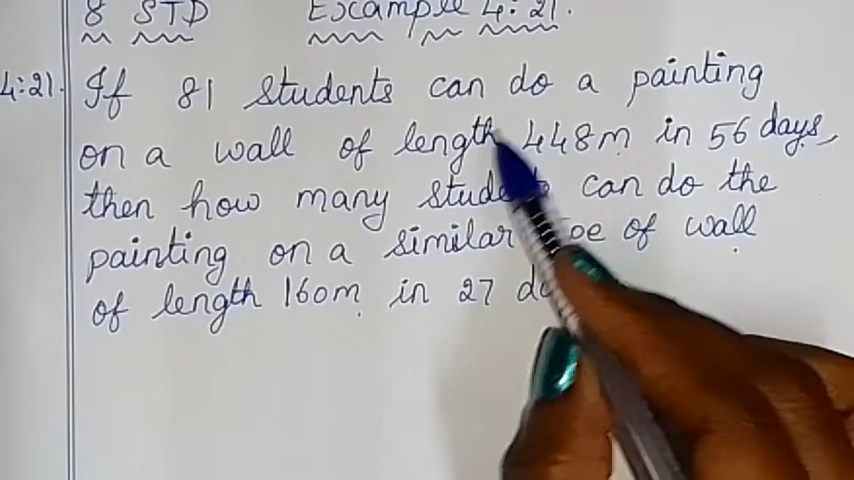 8 STD Example 4.21.
4:21. If 81 students can do a painting
on a wall of length 448m in 56 days,
then how many students can do the
painting on a similar of wall
of length 160m in 27